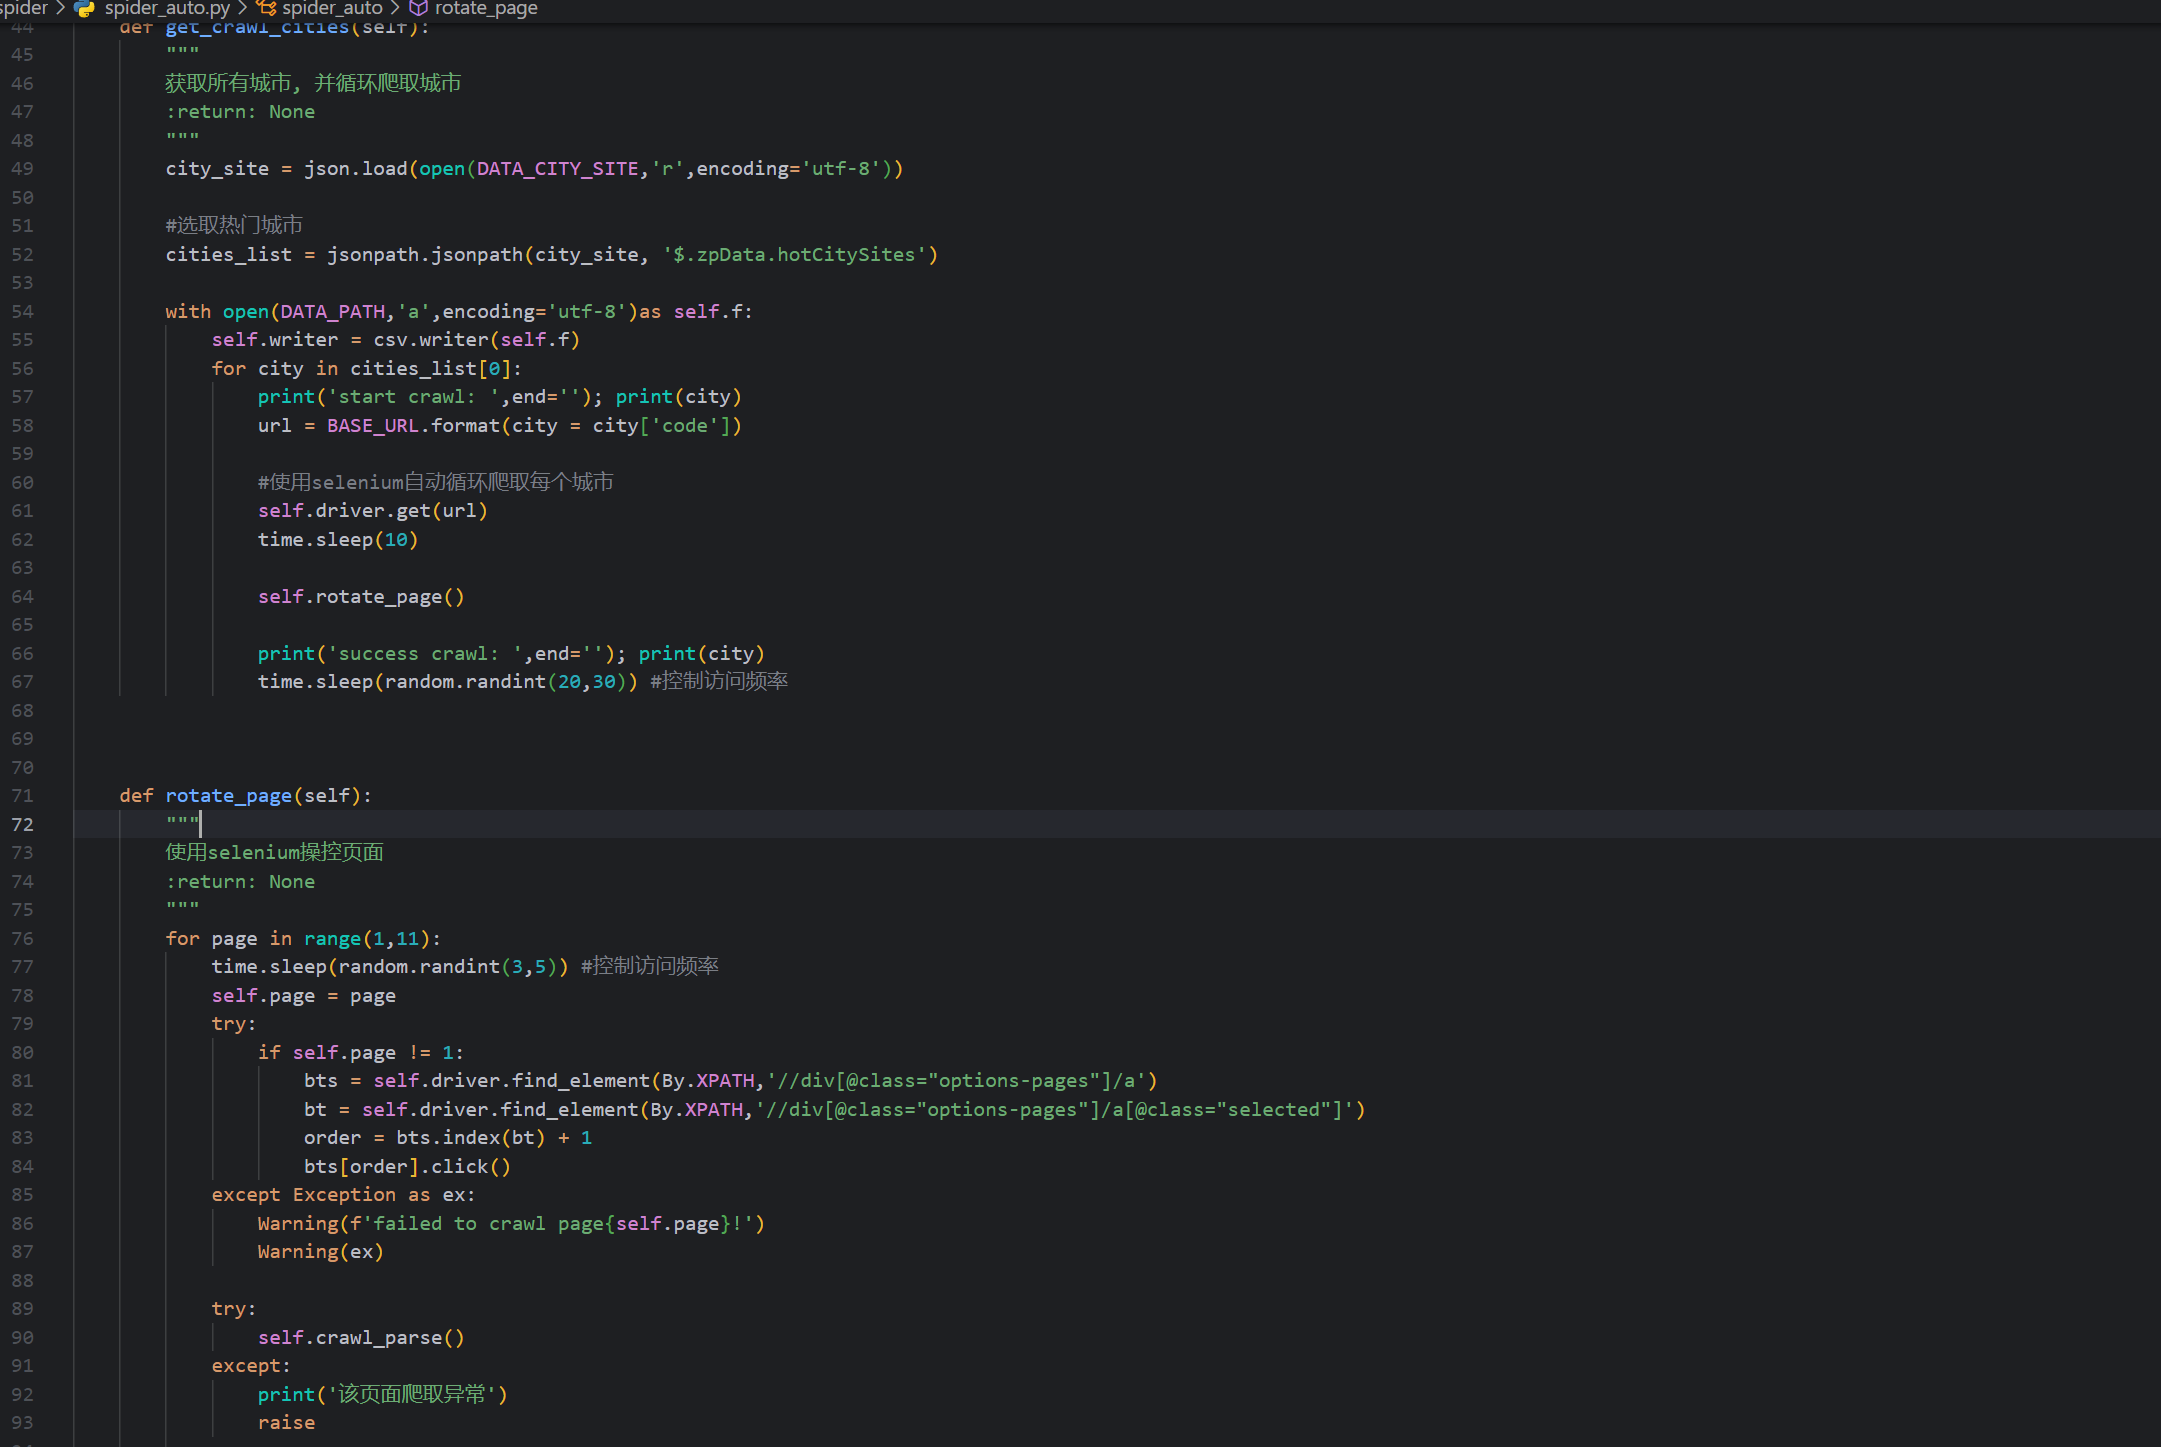 spider > spider_auto.py > spider_auto > rotate_page
44 def get_crawl_cities(self):
45 """
46 获取所有城市, 并循环爬取城市
47 :return: None
48 """
49 city_site = json.load(open(DATA_CITY_SITE,'r',encoding='utf-8'))
50
51 #选取热门城市
52 cities_list = jsonpath.jsonpath(city_site, '$.zpData.hotCitySites')
53
54 with open(DATA_PATH,'a',encoding='utf-8')as self.f:
55 self.writer = csv.writer(self.f)
56 for city in cities_list[0]:
57 print('start crawl: ',end=''); print(city)
58 url = BASE_URL.format(city = city['code'])
59
60 #使用selenium自动循环爬取每个城市
61 self.driver.get(url)
62 time.sleep(10)
63
64 self.rotate_page()
65
66 print('success crawl: ',end=''); print(city)
67 time.sleep(random.randint(20,30)) #控制访问频率
68
69
70
71 def rotate_page(self):
72 """
73 使用selenium操控页面
74 :return: None
75 """
76 for page in range(1,11):
77 time.sleep(random.randint(3,5)) #控制访问频率
78 self.page = page
79 try:
80 if self.page != 1:
81 bts = self.driver.find_element(By.XPATH,'//div[@class="options-pages"]/a')
82 bt = self.driver.find_element(By.XPATH,'//div[@class="options-pages"]/a[@class="selected"]')
83 order = bts.index(bt) + 1
84 bts[order].click()
85 except Exception as ex:
86 Warning(f'failed to crawl page{self.page}!')
87 Warning(ex)
88
89 try:
90 self.crawl_parse()
91 except:
92 print('该页面爬取异常')
93 raise